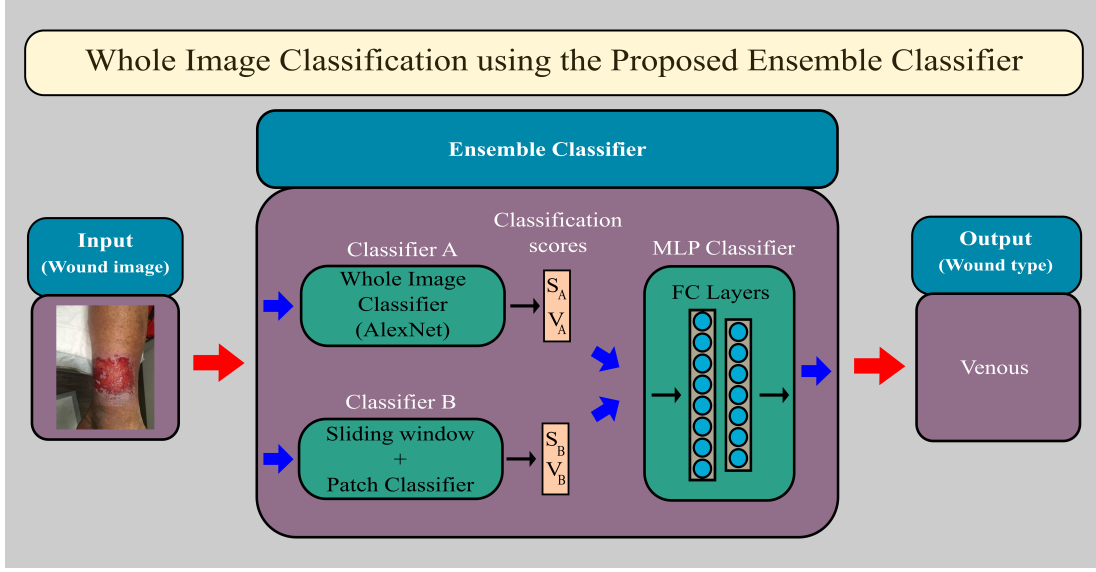 Whole Image Classification using the Proposed Ensemble Classifier
Ensemble Classifier
Input
(Wound image)
Classification
scores
Classifier A
Whole Image
Classifier
(AlexNet)
S_A
V_A
Classifier B
Sliding window
+
Patch Classifier
S_B
V_B
MLP Classifier
FC Layers
Output
(Wound type)
Venous